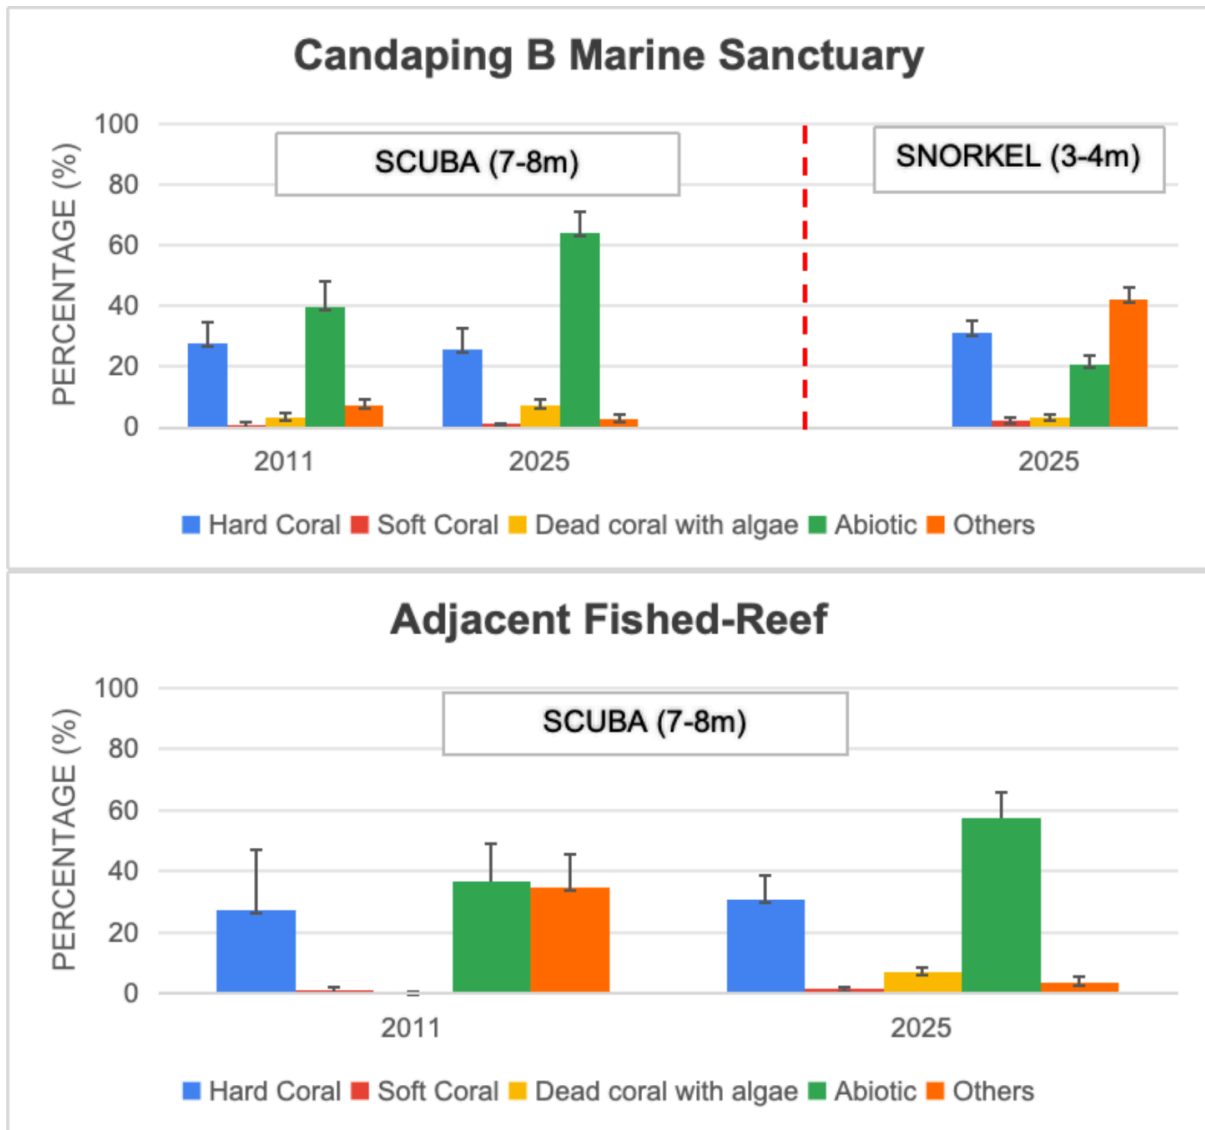 Candaping B Marine Sanctuary
PERCENTAGE (%)
100
80
60
40
20
0
SCUBA (7-8m)
SNORKEL (3-4m)
2011
2025
2025
Hard Coral Soft Coral Dead coral with algae Abiotic Others
Adjacent Fished-Reef
PERCENTAGE (%)
100
80
60
40
20
0
SCUBA (7-8m)
2011
2025
Hard Coral Soft Coral Dead coral with algae Abiotic Others